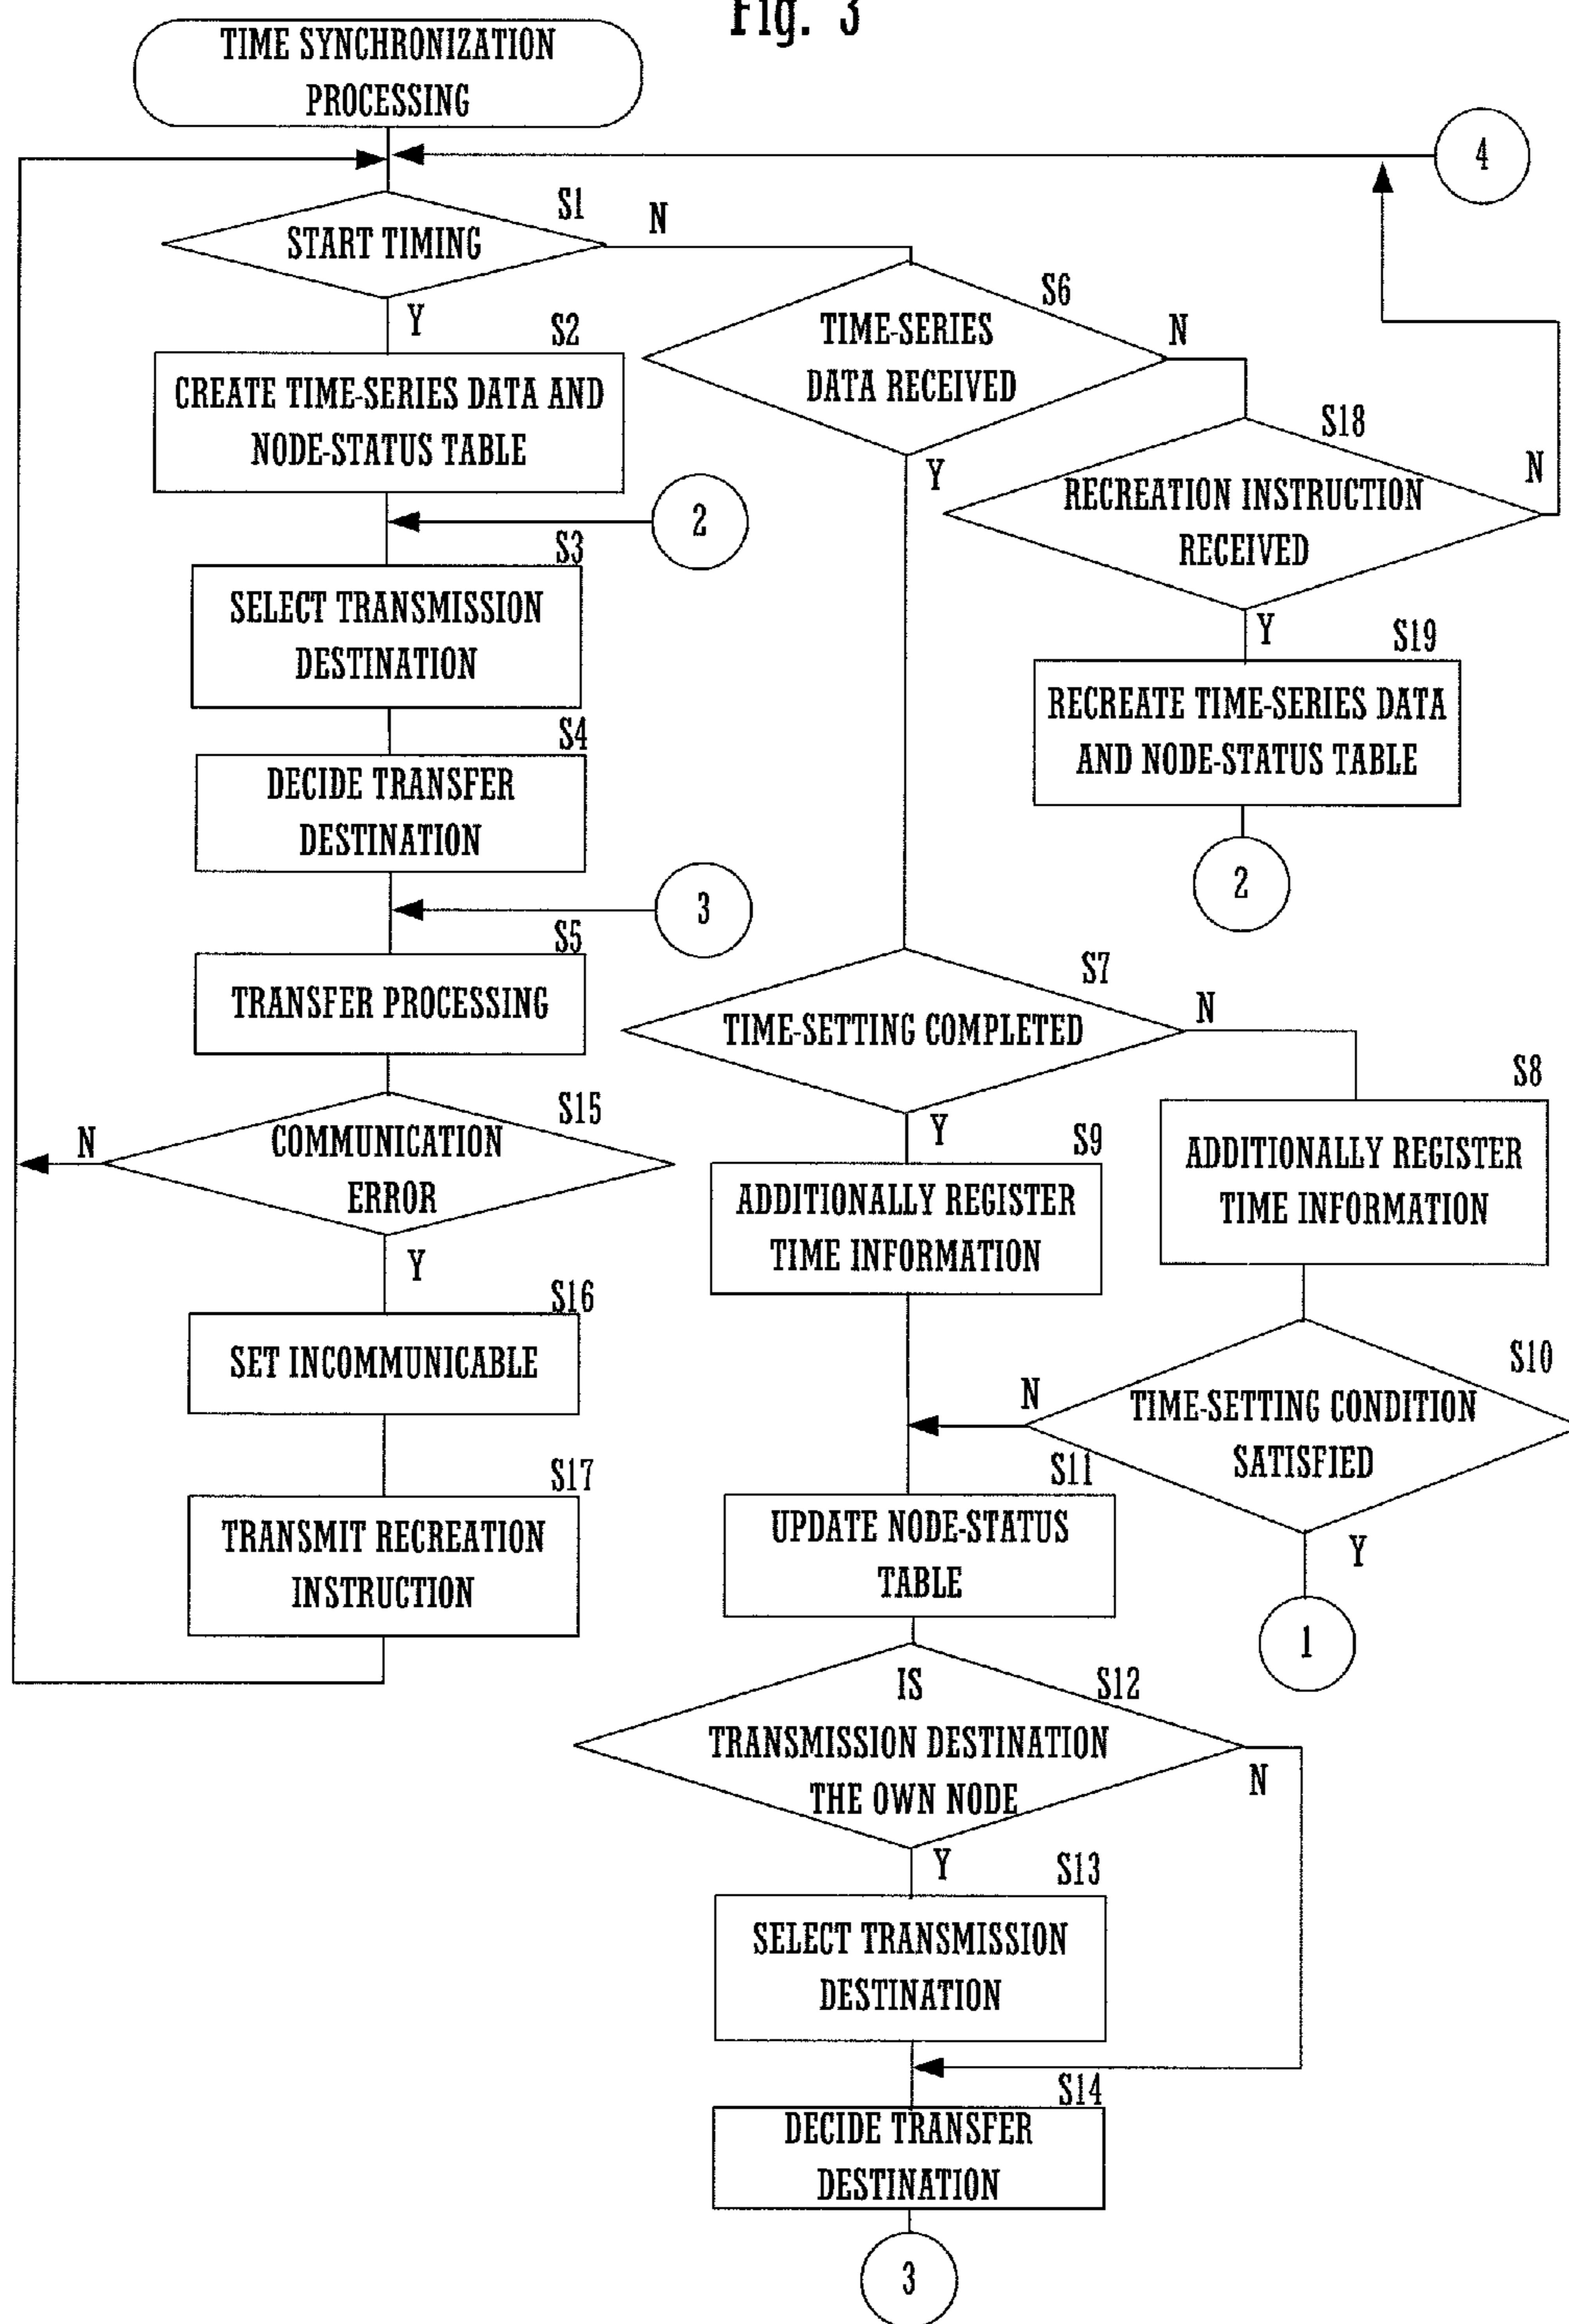 Fig. 3
TIME SYNCHRONIZATION
PROCESSING
4
S1
START TIMING
N
Y
S6
TIME-SERIES
DATA RECEIVED
N
Y
S2
CREATE TIME-SERIES DATA AND
NODE-STATUS TABLE
S18
RECREATION INSTRUCTION
RECEIVED
N
Y
2
S3
SELECT TRANSMISSION
DESTINATION
S19
RECREATE TIME-SERIES DATA
AND NODE-STATUS TABLE
2
S4
DECIDE TRANSFER
DESTINATION
3
S5
TRANSFER PROCESSING
S7
TIME-SETTING COMPLETED
N
Y
S8
ADDITIONALLY REGISTER
TIME INFORMATION
S15
COMMUNICATION
ERROR
N
Y
S9
ADDITIONALLY REGISTER
TIME INFORMATION
S16
SET INCOMMUNICABLE
S10
TIME-SETTING CONDITION
SATISFIED
N
Y
1
S17
TRANSMIT RECREATION
INSTRUCTION
S11
UPDATE NODE-STATUS
TABLE
S12
IS
TRANSMISSION DESTINATION
THE OWN NODE
N
Y
S13
SELECT TRANSMISSION
DESTINATION
S14
DECIDE TRANSFER
DESTINATION
3